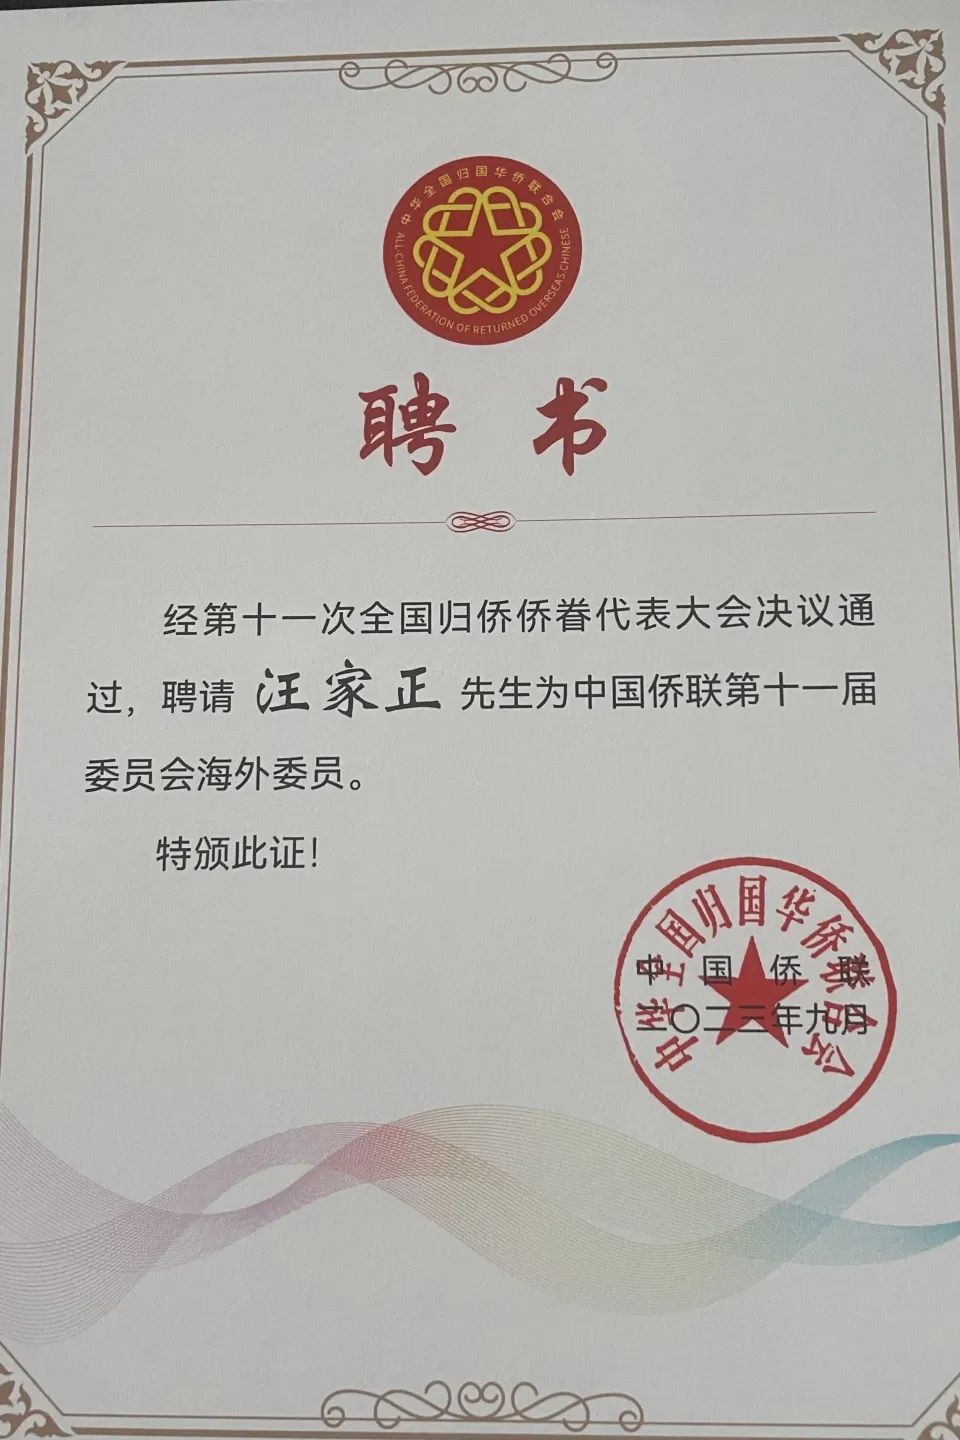 中华全国归国华侨联合会
ALL-CHINA FEDERATION OF RETURNED OVERSEAS CHINESE
聘书
经第十一次全国归侨侨眷代表大会决议通
过，聘请 汪家正 先生为中国侨联第十一届
委员会海外委员。
特颁此证！
中国侨联
二〇二三年九月
中华全国归国华侨联合会